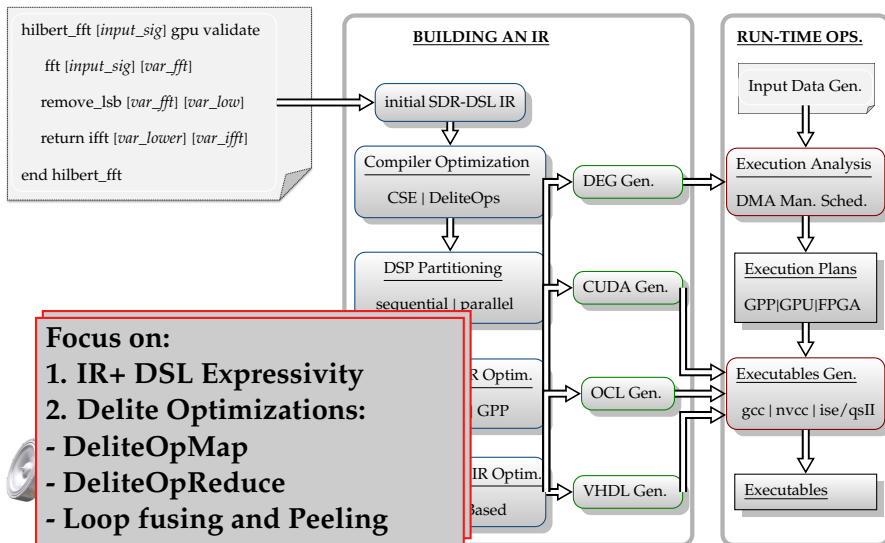 hilbert_fft [input_sig] gpu validate
fft [input_sig] [var_fft]
remove_lsb [var_fft] [var_low]
return ifft [var_lower] [var_ifft]
end hilbert_fft
BUILDING AN IR
initial SDR-DSL IR
Compiler Optimization
CSE | DeliteOps
DSP Partitioning
sequential | parallel
R Optim.
| GPP
IR Optim.
Based
DEG Gen.
CUDA Gen.
OCL Gen.
VHDL Gen.
RUN-TIME OPS.
Input Data Gen.
Execution Analysis
DMA Man. Sched.
Execution Plans
GPP|GPU|FPGA
Executables Gen.
gcc | nvcc | ise/qsII
Executables
Focus on:
1. IR+ DSL Expressivity
2. Delite Optimizations:
- DeliteOpMap
- DeliteOpReduce
- Loop fusing and Peeling